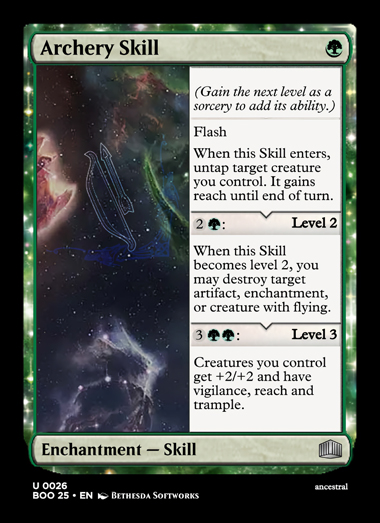 Archery Skill
(Gain the next level as a
sorcery to add its ability.)
Flash
When this Skill enters,
untap target creature
you control. It gains
reach until end of turn.
2 : Level 2
When this Skill
becomes level 2, you
may destroy target
artifact, enchantment,
or creature with flying.
3 : Level 3
Creatures you control
get +2/+2 and have
vigilance, reach and
trample.
Enchantment — Skill
U 0026
BOO 25 • EN Bethesda Softworks
ancestral